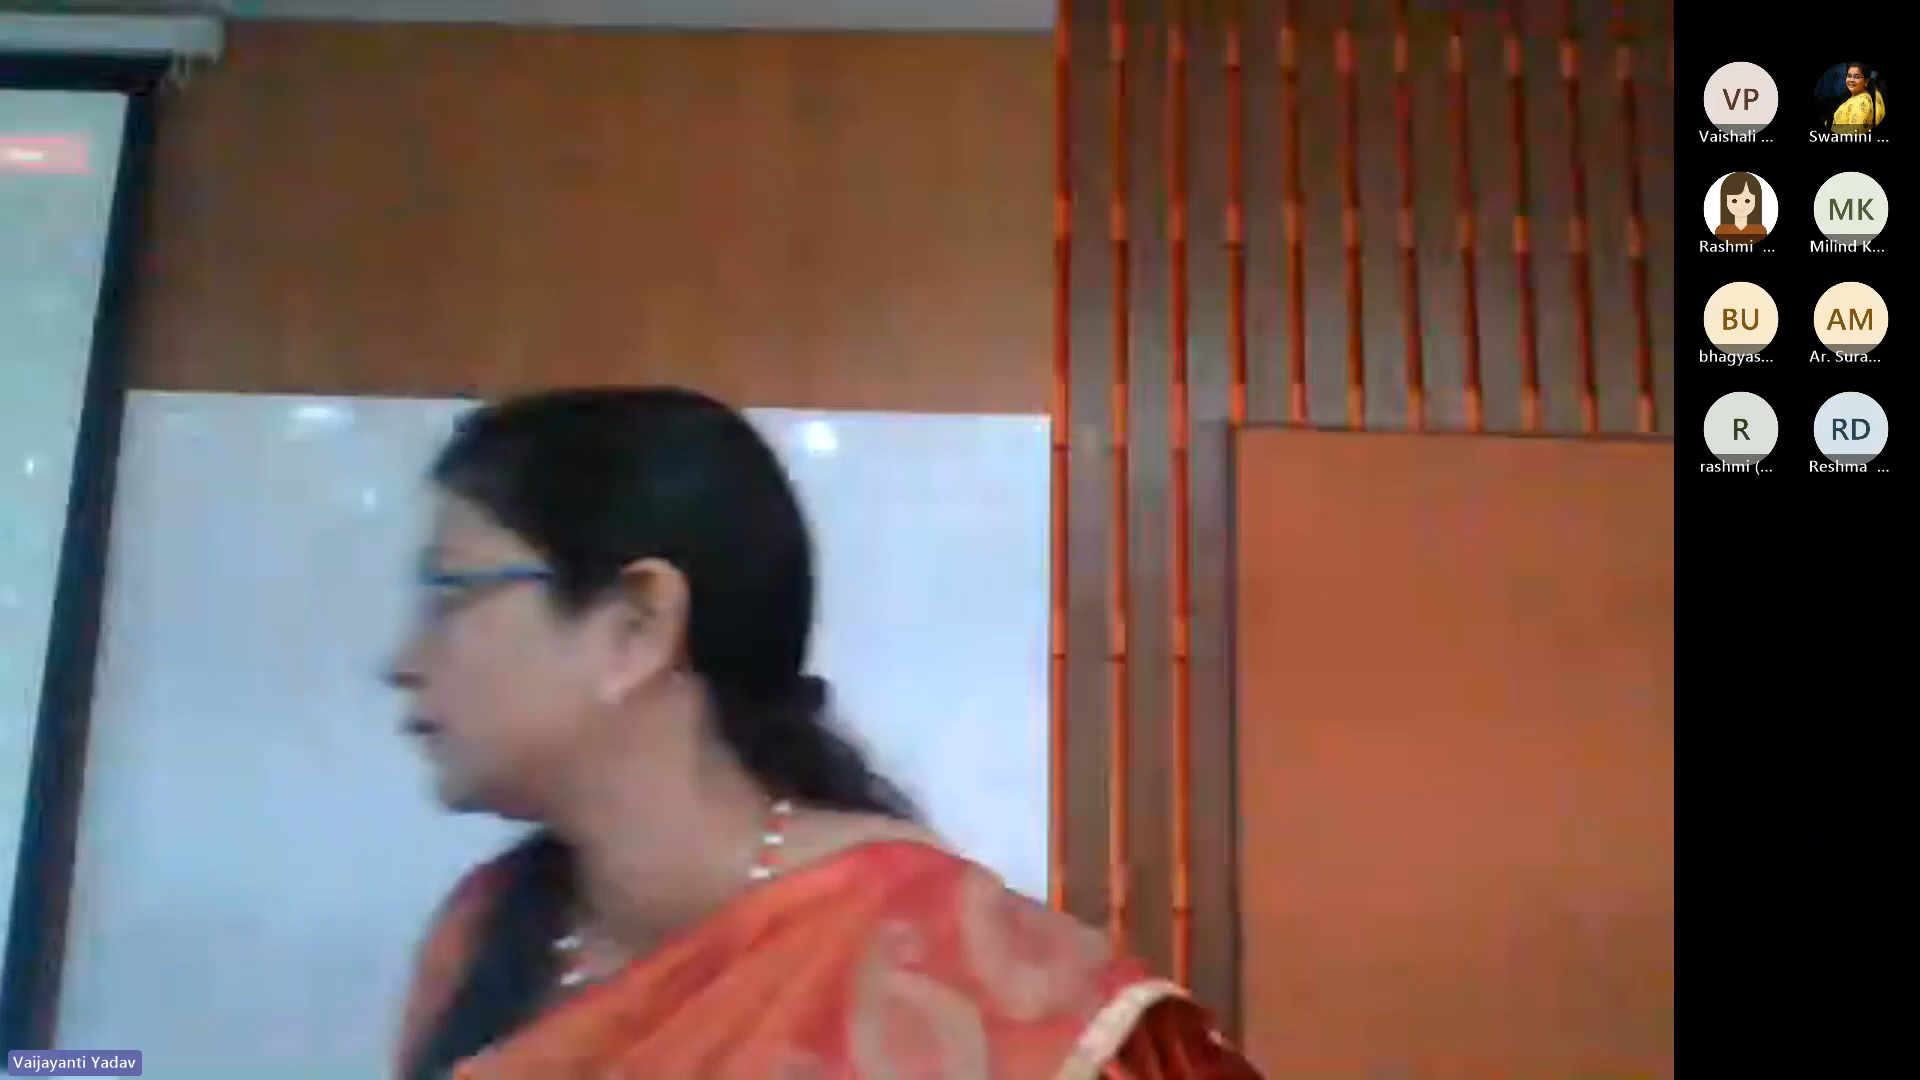 VP
Vaishali ...
Swamini ...
Rashmi ...
MK
Milind K...
BU
bhagyas...
AM
Ar. Sura...
R
rashmi (...
RD
Reshma ...
Vaijayanti Yadav